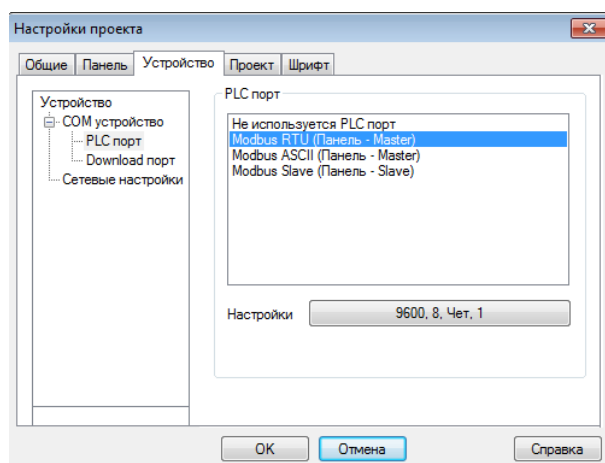 Настройки проекта
Общие Панель Устройство Проект Шрифт
Устройство
COM устройство
PLC порт
Download порт
Сетевые настройки
PLC порт
Не используется PLC порт
Modbus RTU (Панель - Master)
Modbus ASCII (Панель - Master)
Modbus Slave (Панель - Slave)
Настройки 9600, 8, Чет, 1
OK Отмена Справка